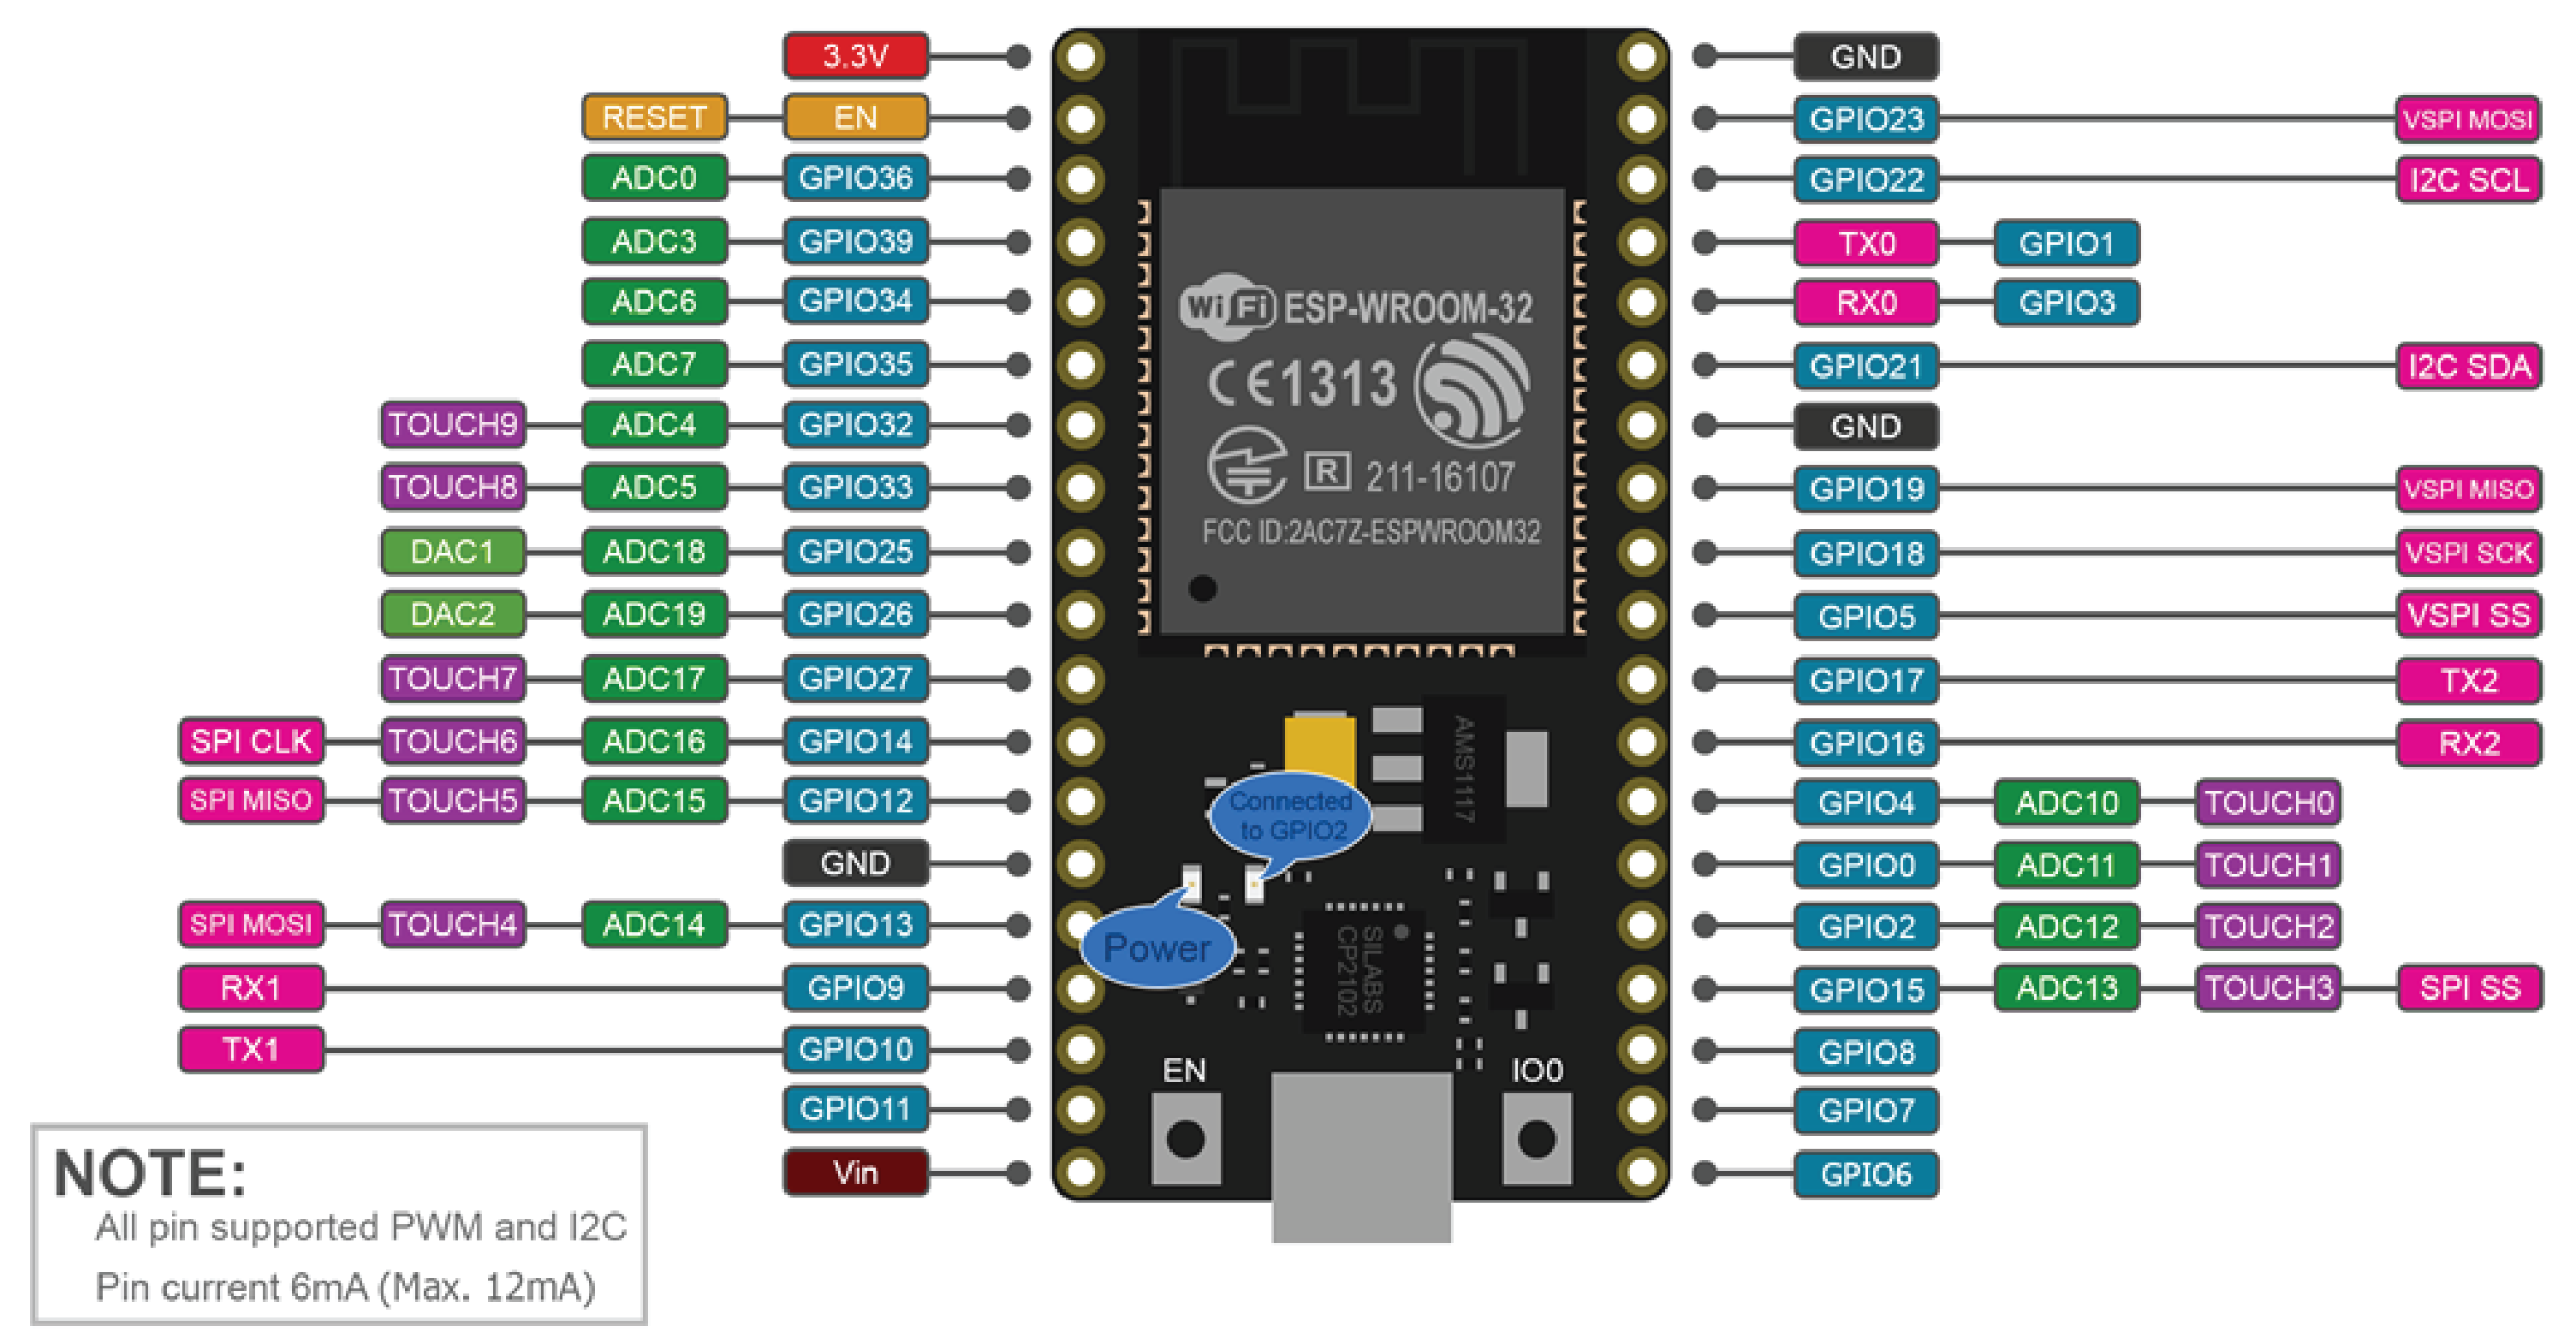 3.3V GND
RESET EN GPIO23 VSPI MOSI
ADC0 GPIO36 GPIO22 I2C SCL
ADC3 GPIO39 TX0 GPIO1
ADC6 GPIO34 WiFi ESP-WROOM-32 RX0 GPIO3
ADC7 GPIO35 CE1313 GPIO21 I2C SDA
TOUCH9 ADC4 GPIO32 GND
TOUCH8 ADC5 GPIO33 R 211-16107 GPIO19 VSPI MISO
FCC ID:2AC7Z-ESPWROOM32
DAC1 ADC18 GPIO25 GPIO18 VSPI SCK
DAC2 ADC19 GPIO26 GPIO5 VSPI SS
TOUCH7 ADC17 GPIO27 GPIO17 TX2
SPI CLK TOUCH6 ADC16 GPIO14 AMS1117 GPIO16 RX2
SPI MISO TOUCH5 ADC15 GPIO12 GPIO4 ADC10 TOUCH0
Connected
to GPIO2
GND GPIO0 ADC11 TOUCH1
SPI MOSI TOUCH4 ADC14 GPIO13 GPIO2 ADC12 TOUCH2
Power
SILABS
CP2102
RX1 GPIO9 GPIO15 ADC13 TOUCH3 SPI SS
TX1 GPIO10 GPIO8
EN IO0
GPIO11 GPIO7
Vin GPIO6
NOTE:
All pin supported PWM and I2C
Pin current 6mA (Max. 12mA)